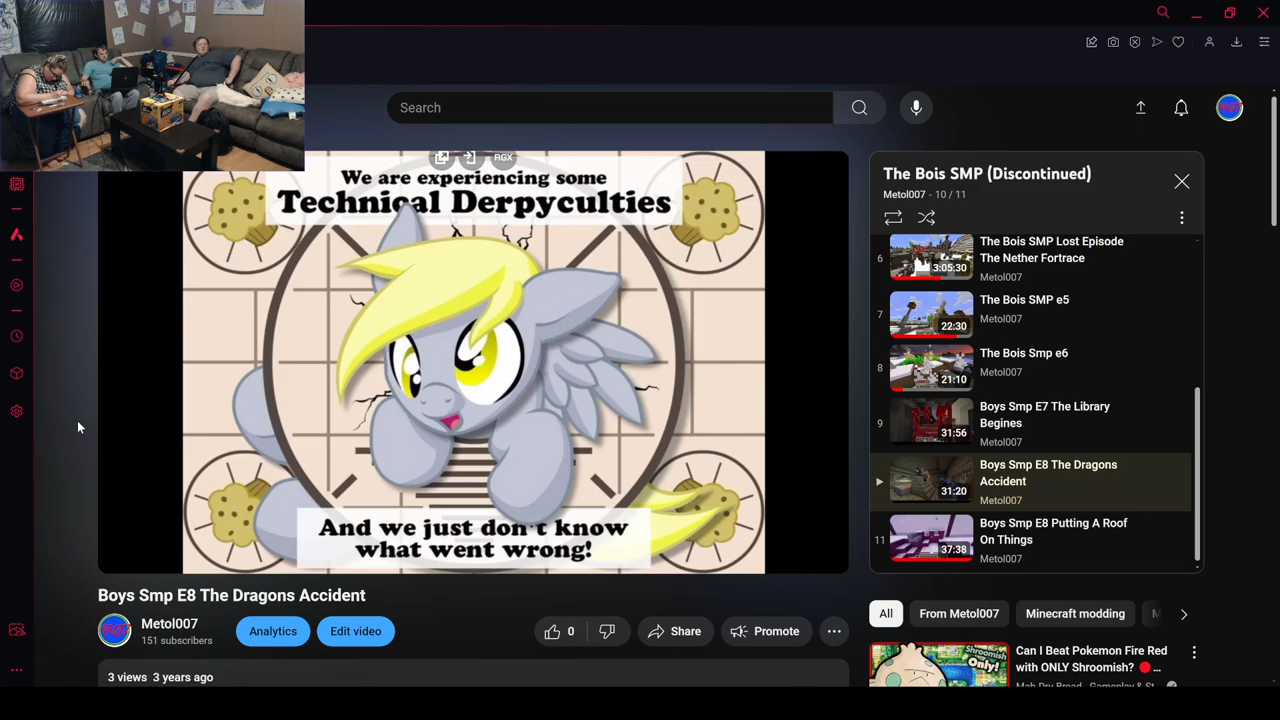 Search
We are experiencing some
Technical Derpyculties
And we just don't know
what went wrong!
RGX
Boys Smp E8 The Dragons Accident
Metol007
151 subscribers
Analytics
Edit video
0
Share
Promote
3 views 3 years ago
The Bois SMP (Discontinued)
Metol007 - 10 / 11
6
3:05:30
The Bois SMP Lost Episode
The Nether Fortrace
Metol007
7
22:30
The Bois SMP e5
Metol007
8
21:10
The Bois Smp e6
Metol007
9
31:56
Boys Smp E7 The Library
Begines
Metol007
31:20
Boys Smp E8 The Dragons
Accident
Metol007
11
37:38
Boys Smp E8 Putting A Roof
On Things
Metol007
All
From Metol007
Minecraft modding
Shroomish
Only!
Can I Beat Pokemon Fire Red
with ONLY Shroomish? 🔴...